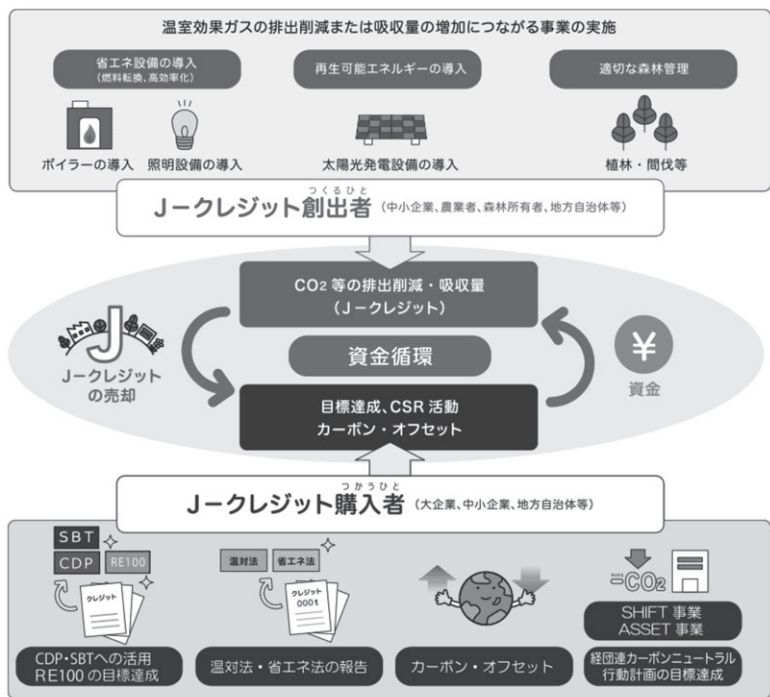 温室効果ガスの排出削減または吸収量の増加につながる事業の実施
省エネ設備の導入
(燃料転換、高効率化)
再生可能エネルギーの導入
適切な森林管理
ボイラーの導入
照明設備の導入
太陽光発電設備の導入
植林・間伐等
つくるひと
Jークレジット創出者(中小企業、農業者、森林所有者、地方自治体等)
CO2 等の排出削減・吸収量
(Jークレジット)
J
Jークレジット
の売却
資金循環
¥
資金
目標達成、CSR 活動
カーボン・オフセット
つかうひと
Jークレジット購入者(大企業、中小企業、地方自治体等)
SBT
CDP
RE100
クレジット
CDP・SBTへの活用
RE100 の目標達成
温対法
省エネ法
クレジット
000t
温対法・省エネ法の報告
カーボン・オフセット
CO2
SHIFT 事業
ASSET 事業
経団連カーボンニュートラル
行動計画の目標達成